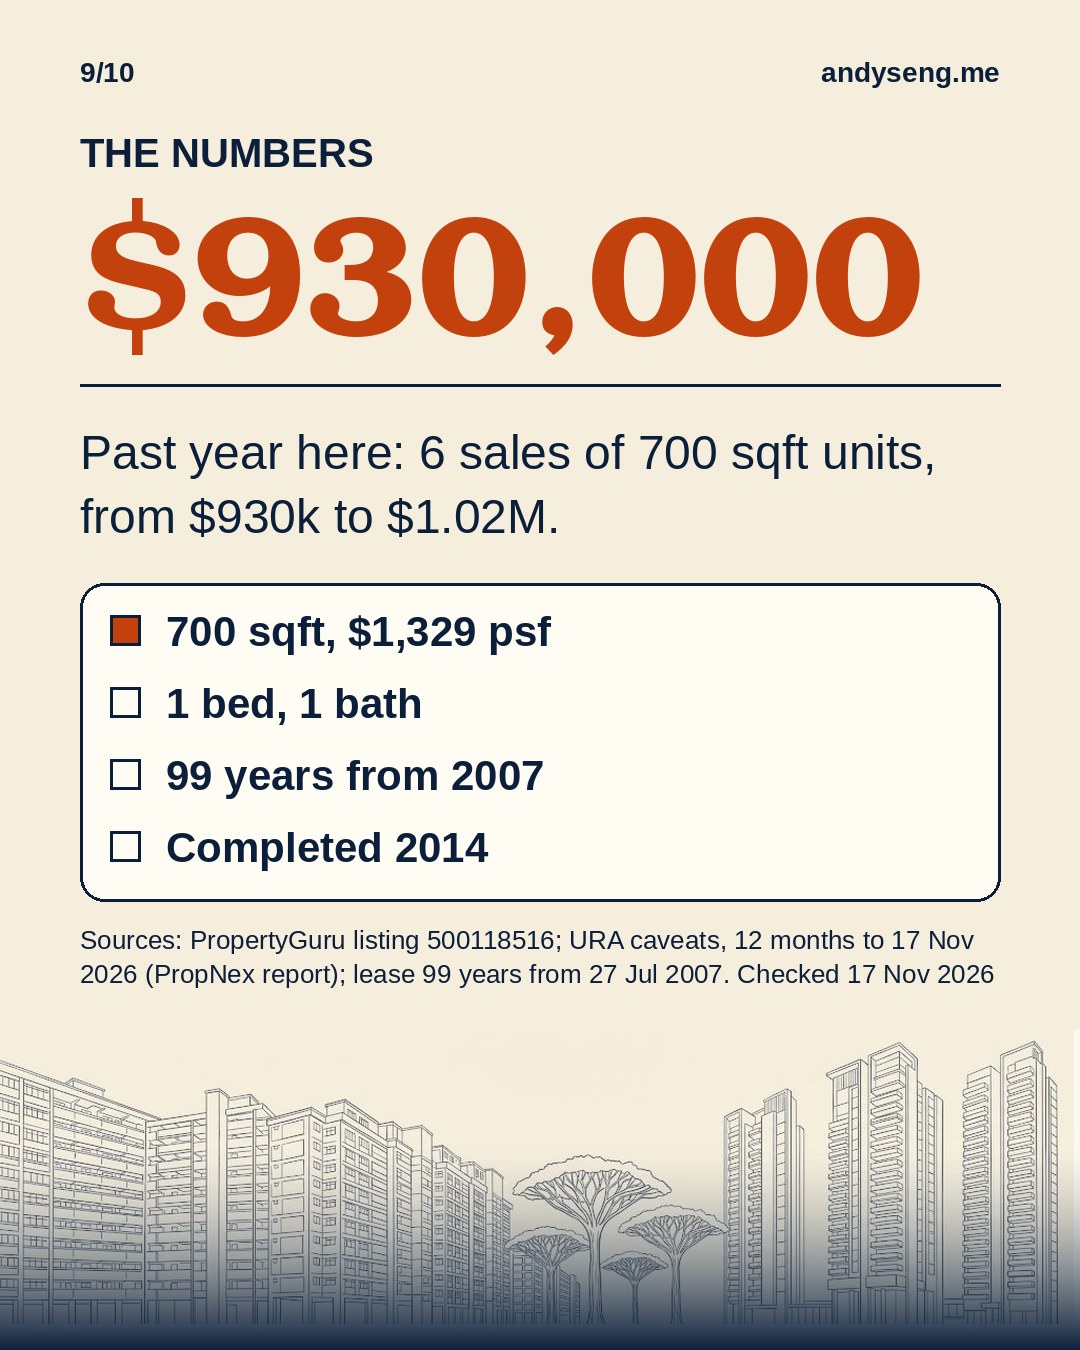 9/10
andyseng.me
THE NUMBERS
$930,000
Past year here: 6 sales of 700 sqft units,
from $930k to $1.02M.
700 sqft, $1,329 psf
1 bed, 1 bath
99 years from 2007
Completed 2014
Sources: PropertyGuru listing 500118516; URA caveats, 12 months to 17 Nov
2026 (PropNex report); lease 99 years from 27 Jul 2007. Checked 17 Nov 2026